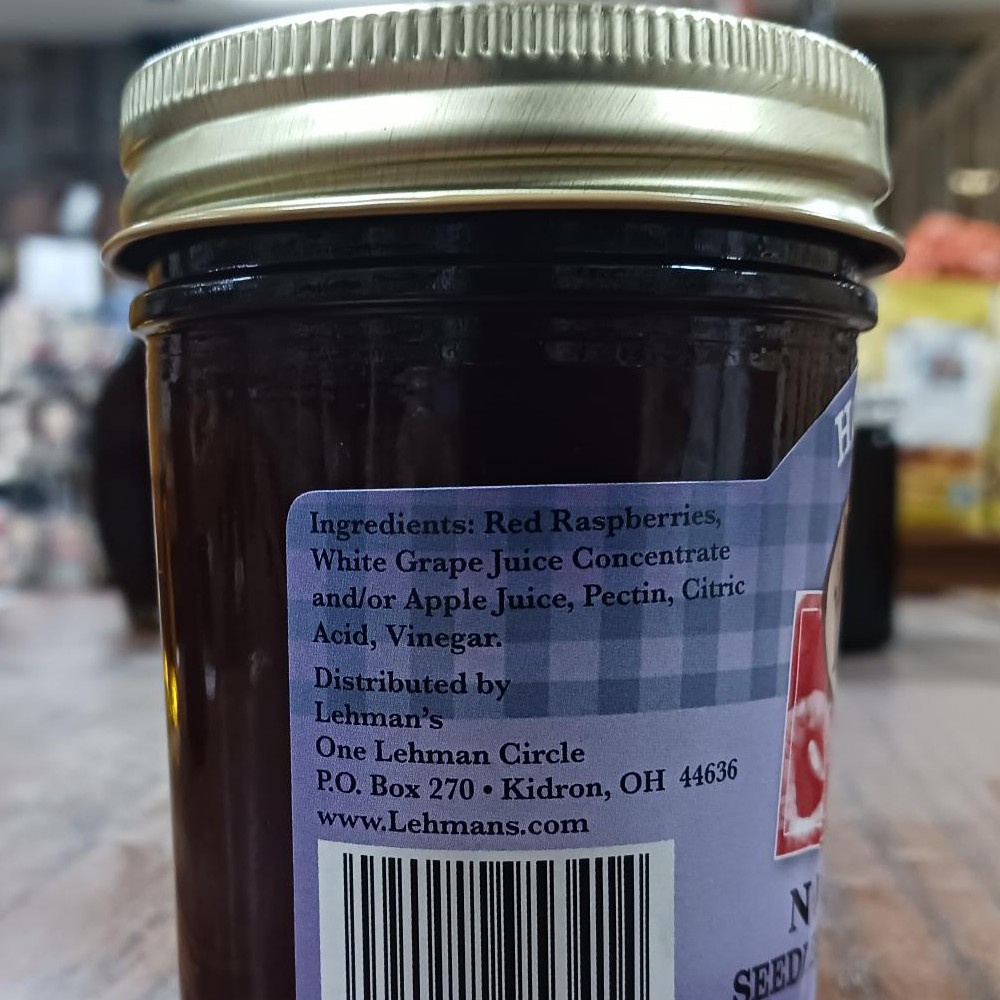 Ingredients: Red Raspberries,
White Grape Juice Concentrate
and/or Apple Juice, Pectin, Citric
Acid, Vinegar.
Distributed by
Lehman's
One Lehman Circle
P.O. Box 270 • Kidron, OH 44636
www.Lehmans.com